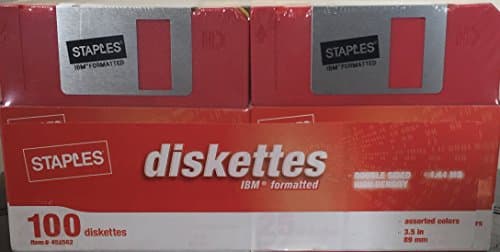 STAPLES
IBM® FORMATTED
STAPLES
IBM® FORMATTED
STAPLES
STAPLES
diskettes
IBM® formatted
DOUBLE SIDED
HIGH DENSITY
1.44 MB
100 diskettes
assorted colors
3.5 in
89 mm